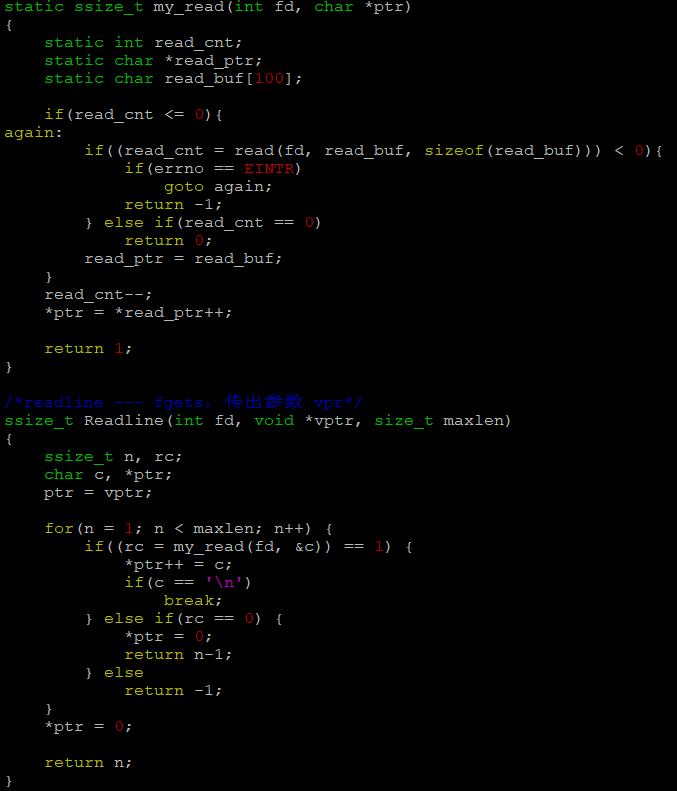 static ssize_t my_read(int fd, char *ptr)
{
    static int read_cnt;
    static char *read_ptr;
    static char read_buf[100];

    if(read_cnt <= 0){
again:
        if((read_cnt = read(fd, read_buf, sizeof(read_buf))) < 0){
            if(errno == EINTR)
                goto again;
            return -1;
        } else if(read_cnt == 0)
            return 0;
        read_ptr = read_buf;
    }
    read_cnt--;
    *ptr = *read_ptr++;

    return 1;
}

/*readline --- fgets, 传出参数 vpr*/
ssize_t Readline(int fd, void *vptr, size_t maxlen)
{
    ssize_t n, rc;
    char c, *ptr;
    ptr = vptr;

    for(n = 1; n < maxlen; n++) {
        if((rc = my_read(fd, &c)) == 1) {
            *ptr++ = c;
            if(c == '\n')
                break;
        } else if(rc == 0) {
            *ptr = 0;
            return n-1;
        } else
            return -1;
    }
    *ptr = 0;

    return n;
}